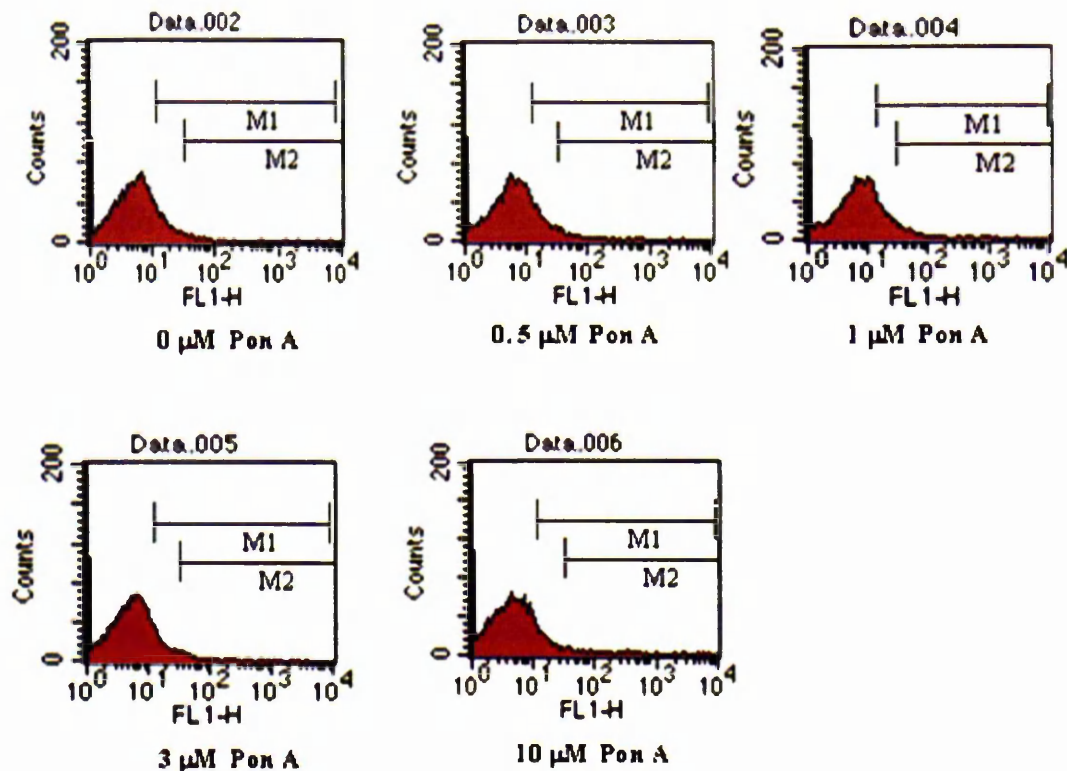 Data.002
200
Counts
0
M1
M2
10^0 10^1 10^2 10^3 10^4
FL1-H
0 μM Pon A
Data.003
200
Counts
0
M1
M2
10^0 10^1 10^2 10^3 10^4
FL1-H
0.5 μM Pon A
Data.004
200
Counts
0
M1
M2
10^0 10^1 10^2 10^3 10^4
FL1-H
1 μM Pon A
Data.005
200
Counts
0
M1
M2
10^0 10^1 10^2 10^3 10^4
FL1-H
3 μM Pon A
Data.006
200
Counts
0
M1
M2
10^0 10^1 10^2 10^3 10^4
FL1-H
10 μM Pon A